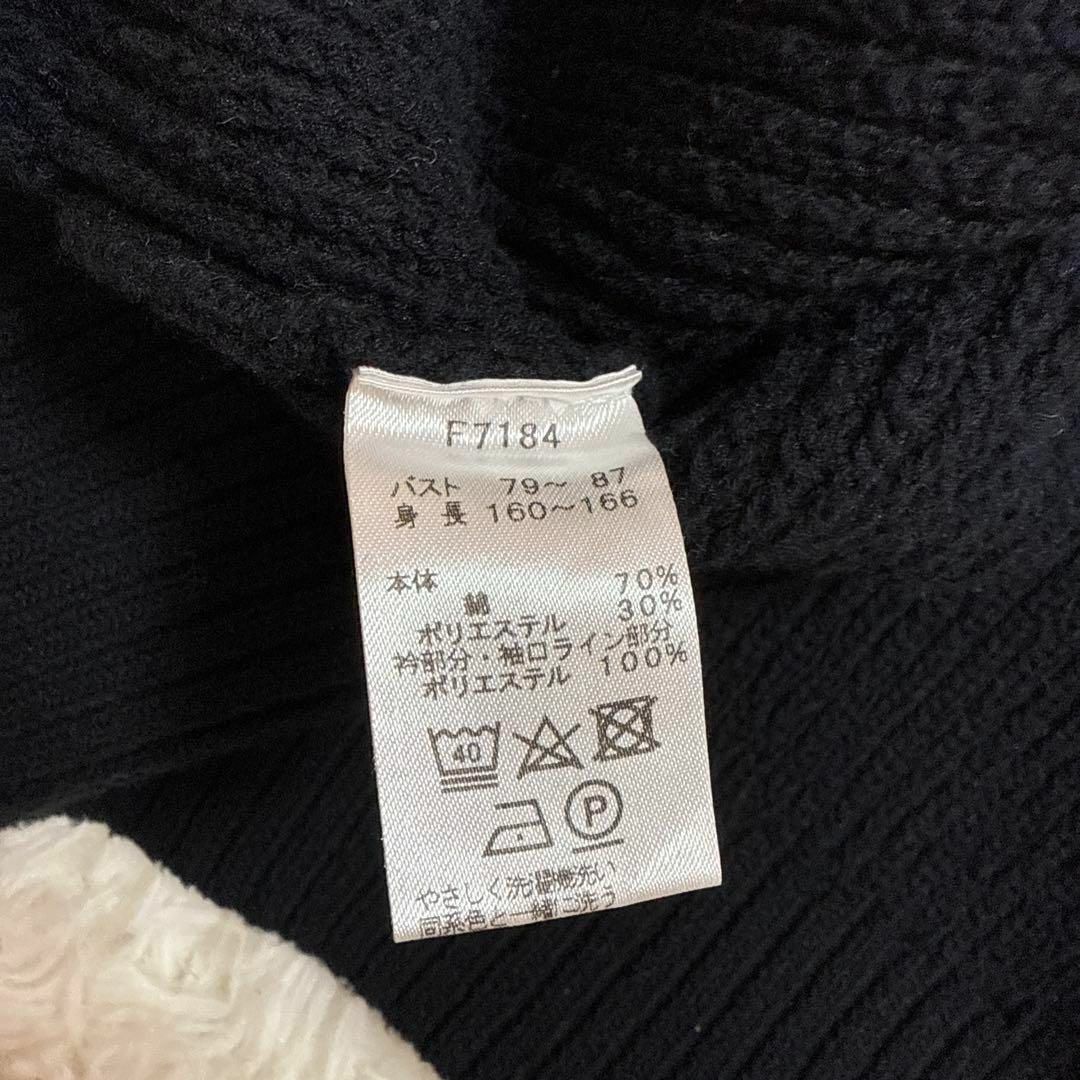 F7184
バスト 79～ 87
身長 160～166
本体
綿 70%
ポリエステル 30%
衿部分・袖口ライン部分
ポリエステル 100%
40
P
やさしく洗濯機洗い
同系色と一緒に洗う